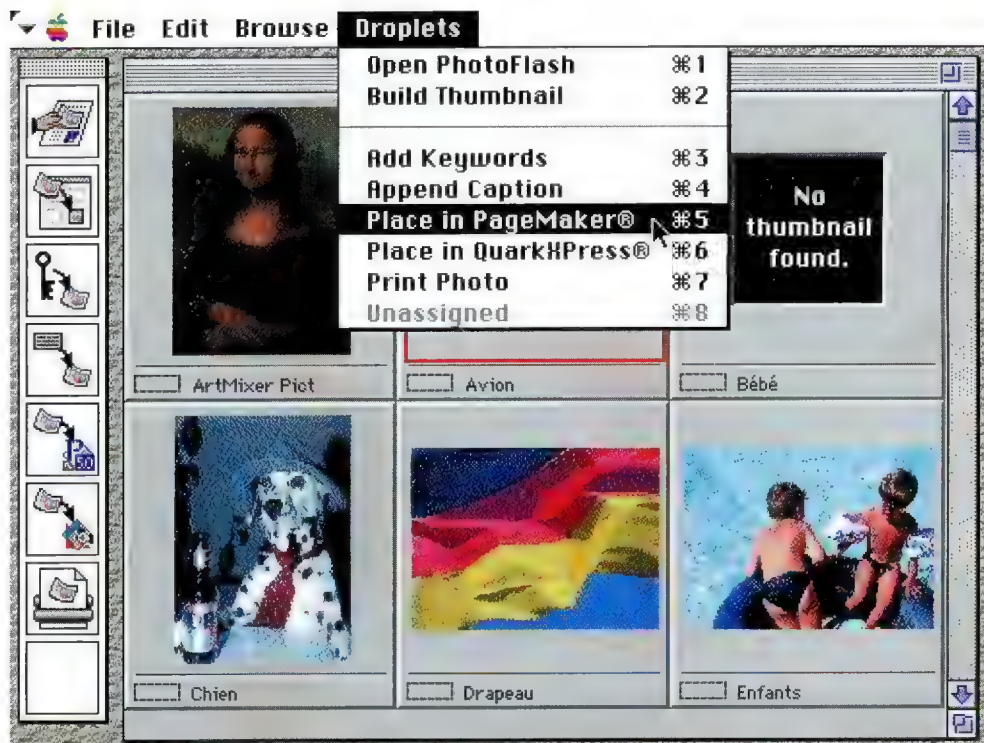 File Edit Browse Droplets
Open PhotoFlash ⌘1
Build Thumbnail ⌘2
Add Keywords ⌘3
Append Caption ⌘4
Place in PageMaker® ⌘5
Place in QuarkXPress® ⌘6
Print Photo ⌘7
Unassigned ⌘8
No
thumbnail
found.
ArtMixer Pict Avion Bébé
Chien Drapeau Enfants